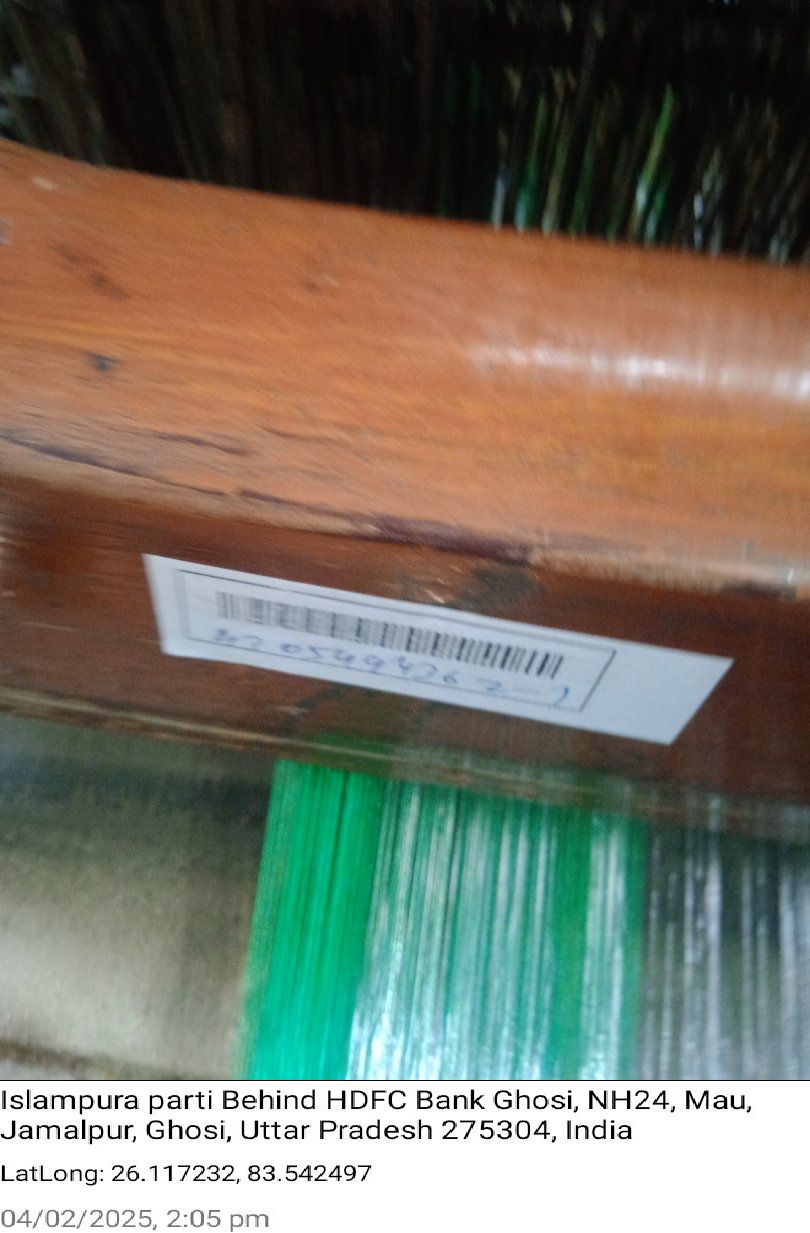 Islampura parti Behind HDFC Bank Ghosi, NH24, Mau,
Jamalpur, Ghosi, Uttar Pradesh 275304, India
LatLong: 26.117232, 83.542497
04/02/2025, 2:05 pm